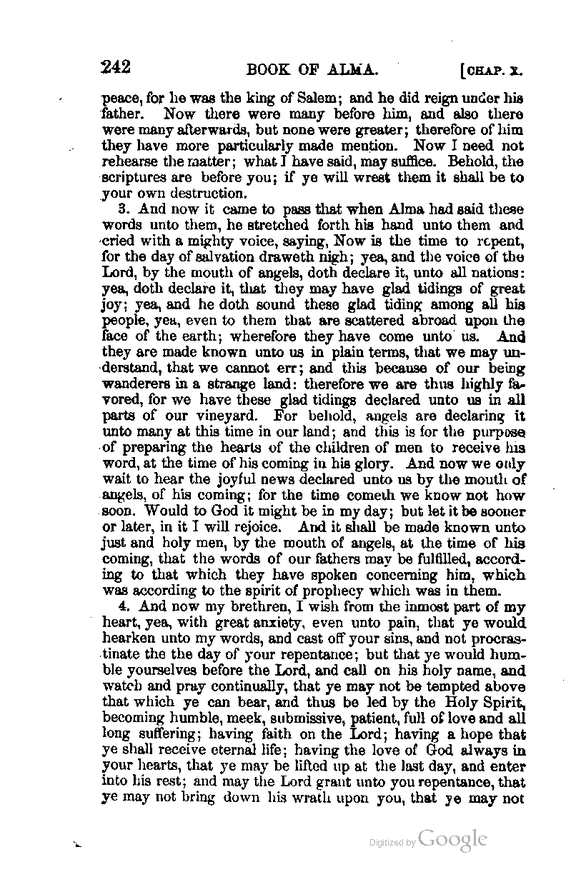 242 BOOK OF ALMA. [CHAP. X.
peace, for he was the king of Salem; and he did reign under his
father. Now there were many before him, and also there
were many afterwards, but none were greater; therefore of him
they have more particularly made mention. Now I need not
rehearse the matter; what I have said, may suffice. Behold, the
scriptures are before you; if ye will wrest them it shall be to
your own destruction.
3. And now it came to pass that when Alma had said these
words unto them, he stretched forth his hand unto them and
cried with a mighty voice, saying, Now is the time to repent,
for the day of salvation draweth nigh; yea, and the voice of the
Lord, by the mouth of angels, doth declare it, unto all nations:
yea, doth declare it, that they may have glad tidings of great
joy; yea, and he doth sound these glad tiding among all his
people, yea, even to them that are scattered abroad upon the
face of the earth; wherefore they have come unto us. And
they are made known unto us in plain terms, that we may un-
derstand, that we cannot err; and this because of our being
wanderers in a strange land: therefore we are thus highly fa-
vored, for we have these glad tidings declared unto us in all
parts of our vineyard. For behold, angels are declaring it
unto many at this time in our land; and this is for the purpose
of preparing the hearts of the children of men to receive his
word, at the time of his coming in his glory. And now we only
wait to hear the joyful news declared unto us by the mouth of
angels, of his coming; for the time cometh we know not how
soon. Would to God it might be in my day; but let it be sooner
or later, in it I will rejoice. And it shall be made known unto
just and holy men, by the mouth of angels, at the time of his
coming, that the words of our fathers may be fulfilled, accord-
ing to that which they have spoken concerning him, which
was according to the spirit of prophecy which was in them.
4. And now my brethren, I wish from the inmost part of my
heart, yea, with great anxiety, even unto pain, that ye would
hearken unto my words, and cast off your sins, and not procras-
tinate the the day of your repentance; but that ye would hum-
ble yourselves before the Lord, and call on his holy name, and
watch and pray continually, that ye may not be tempted above
that which ye can bear, and thus be led by the Holy Spirit,
becoming humble, meek, submissive, patient, full of love and all
long suffering; having faith on the Lord; having a hope that
ye shall receive eternal life; having the love of God always in
your hearts, that ye may be lifted up at the last day, and enter
into his rest; and may the Lord grant unto you repentance, that
ye may not bring down his wrath upon you, that ye may not
Digitized by Google